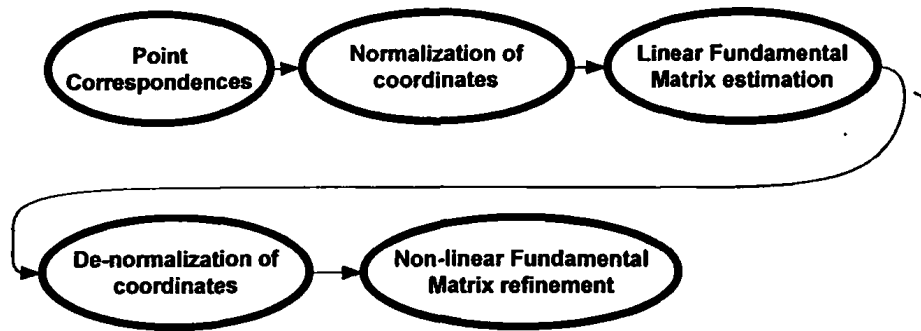 Point
Correspondences
Normalization of
coordinates
Linear Fundamental
Matrix estimation
De-normalization of
coordinates
Non-linear Fundamental
Matrix refinement